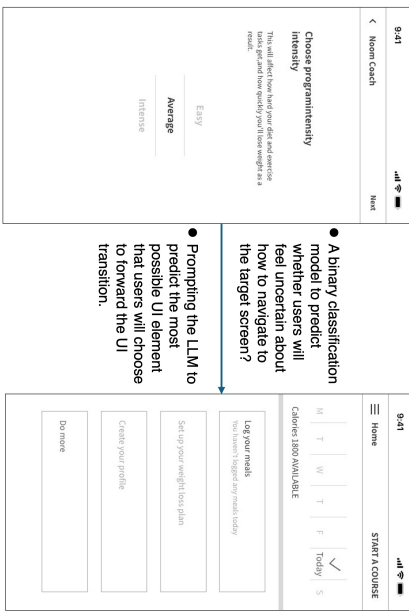 9:41
Noom Coach
Next
Choose programintensity
intensity
This will affect how hard your diet and exercise
tasks get,and how quickly you'll lose weight as a
result.
Easy
Average
Intense
A binary classification
model to predict
whether users will
feel uncertain about
how to navigate to
the target screen?
Prompting the LLM to
predict the most
possible UI element
that users will choose
to forward the UI
transition.
9:41
Home
START A COURSE
M T W T F Today S
Calories 1800 AVAILABLE
Log your meals
You haven't logged any meals today
Set up your weight loss plan
Create your profile
Do more